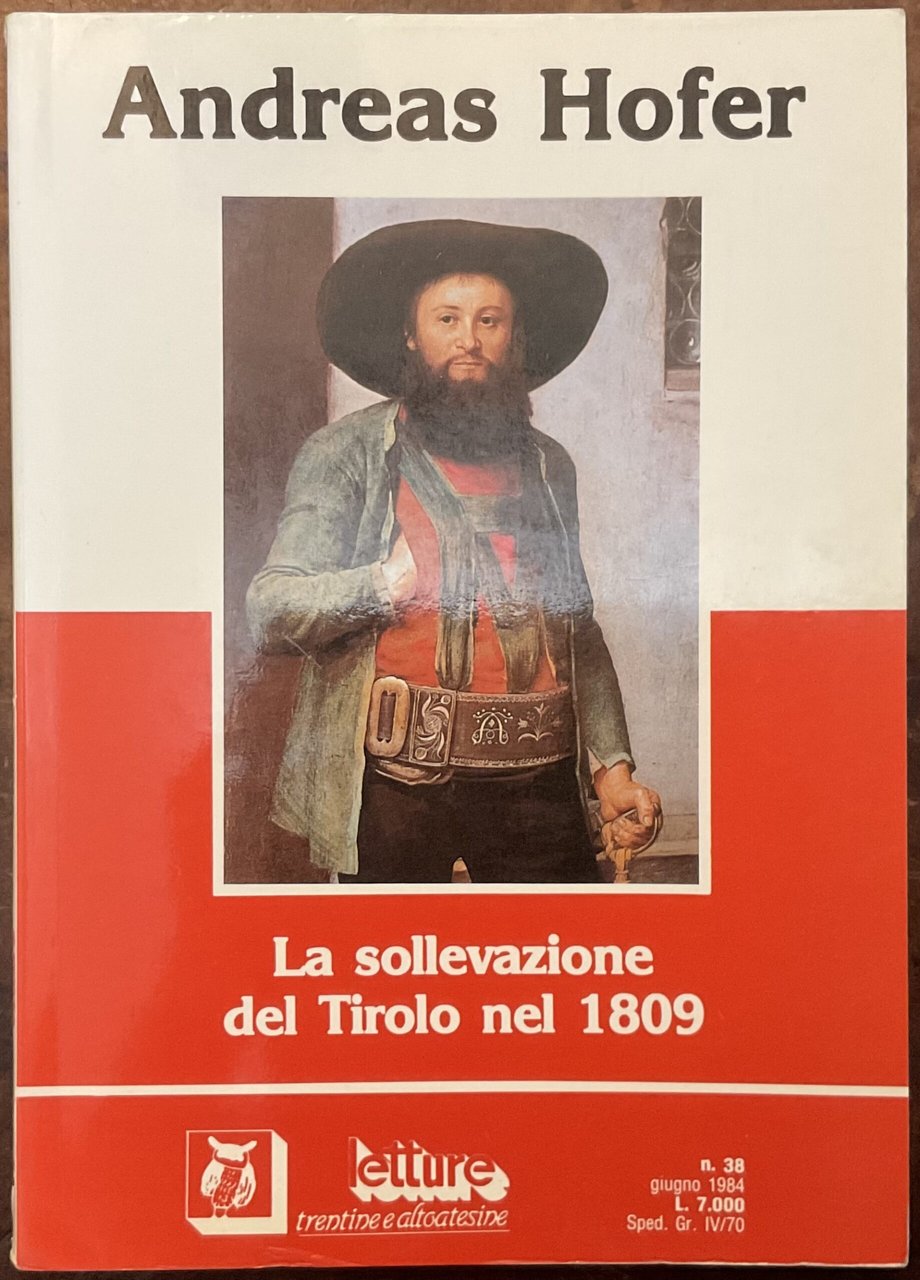 Andreas Hofer
A
La sollevazione
del Tirolo nel 1809
letture
trentine e altoatesine
n. 38
giugno 1984
L. 7.000
Sped. Gr. IV/70